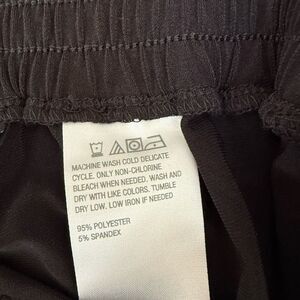 MACHINE WASH COLD DELICATE
CYCLE. ONLY NON-CHLORINE
BLEACH WHEN NEEDED. WASH AND
DRY WITH LIKE COLORS. TUMBLE
DRY LOW. LOW IRON IF NEEDED
95% POLYESTER
5% SPANDEX